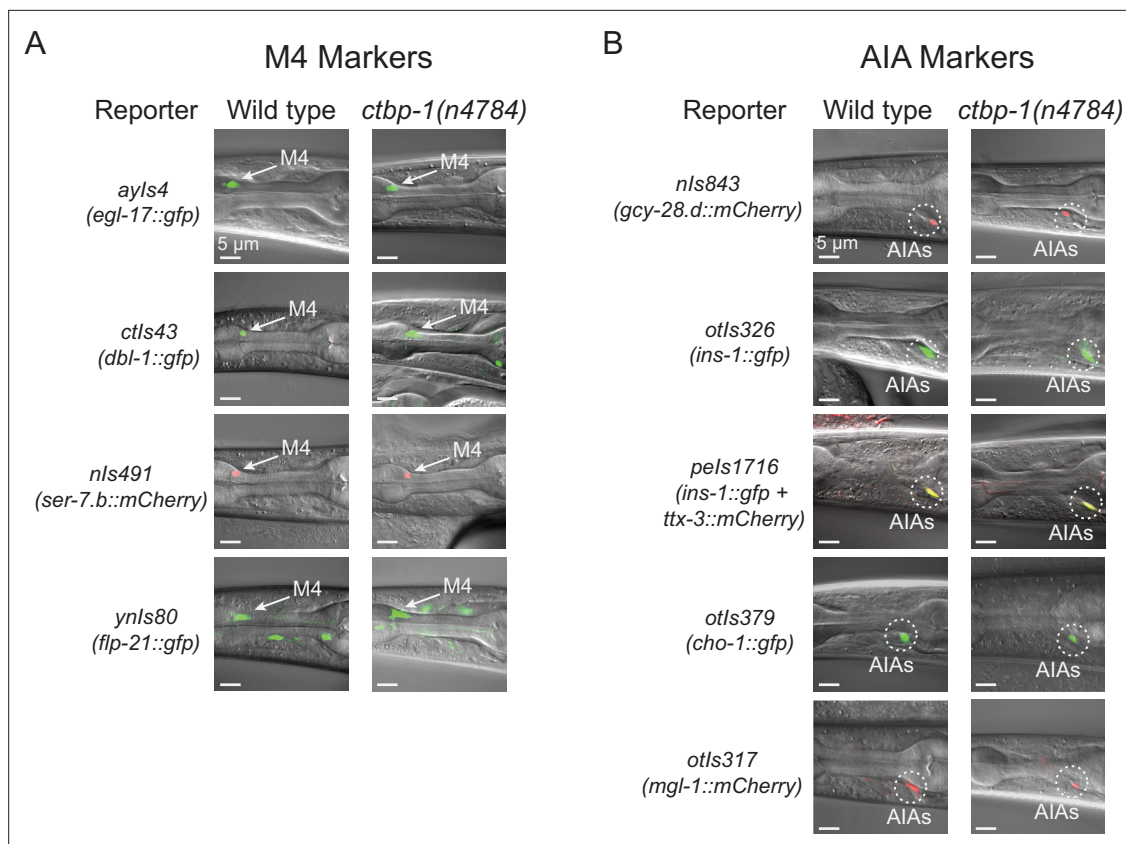 A
M4 Markers
Reporter Wild type ctbp-1(n4784)
ayIs4
(egl-17::gfp)
M4
M4
5 µm
ctIs43
(dbl-1::gfp)
M4
M4
nIs491
(ser-7.b::mCherry)
M4
M4
ynIs80
(flp-21::gfp)
M4
M4
B
AIA Markers
Reporter Wild type ctbp-1(n4784)
nIs843
(gcy-28.d::mCherry)
5 µm
AIAs
AIAs
otIs326
(ins-1::gfp)
AIAs
AIAs
peIs1716
(ins-1::gfp +
ttx-3::mCherry)
AIAs
AIAs
otIs379
(cho-1::gfp)
AIAs
AIAs
otIs317
(mgl-1::mCherry)
AIAs
AIAs